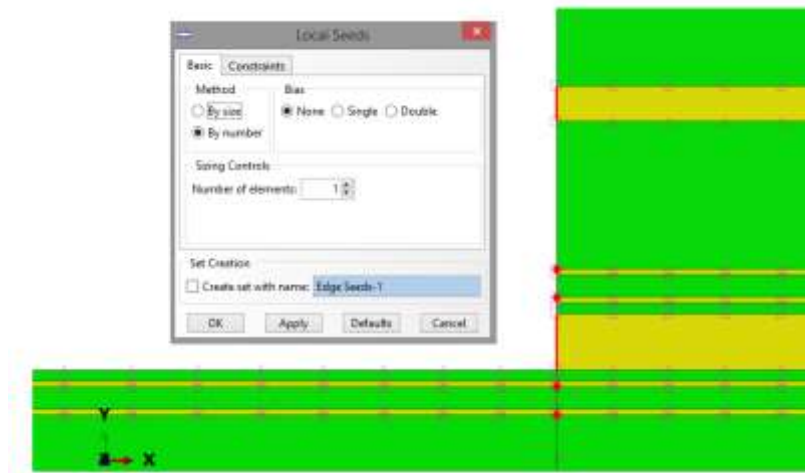 Local Seeds
Basic Constraints
Method Bias
By size None Single Double
By number
Sizing Controls
Number of elements: 1
Set Creation
Create set with name: Edge Seeds-1
OK Apply Defaults Cancel
Y
X